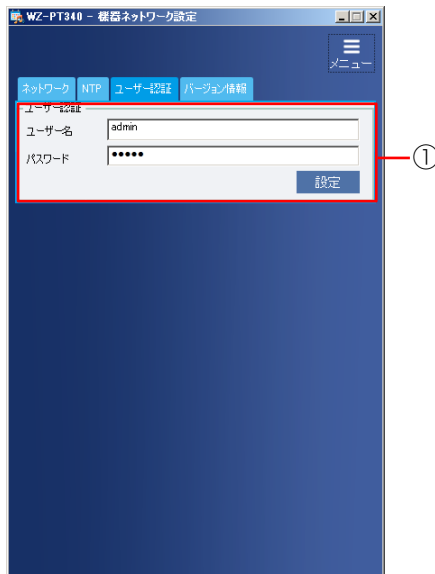 WZ-PT340 - 機器ネットワーク設定
メニュー
ネットワーク NTP ユーザー認証 バージョン情報
ユーザー認証
ユーザー名 admin
パスワード •••••
設定
①